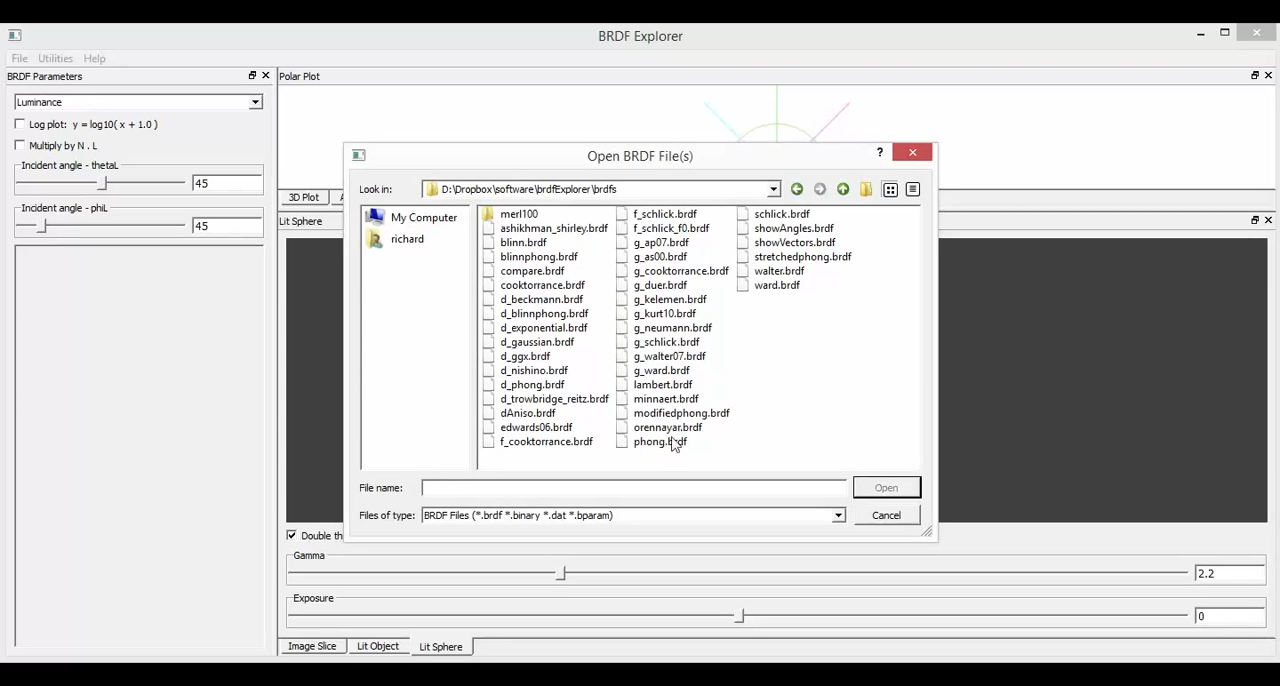 BRDF Explorer
File Utilities Help
BRDF Parameters
Luminance
Log plot: y = log10( x + 1.0 )
Multiply by N . L
Incident angle - thetaL
45
Incident angle - phiL
45
Polar Plot
3D Plot
Lit Sphere
Open BRDF File(s)
?
Look in: D:\Dropbox\software\brdfExplorer\brdfs
My Computer
richard
merl100
ashikhman_shirley.brdf
blinn.brdf
blinnphong.brdf
compare.brdf
cooktorrance.brdf
d_beckmann.brdf
d_blinnphong.brdf
d_exponential.brdf
d_gaussian.brdf
d_ggx.brdf
d_nishino.brdf
d_phong.brdf
d_trowbridge_reitz.brdf
dAniso.brdf
edwards06.brdf
f_cooktorrance.brdf
f_schlick.brdf
f_schlick_f0.brdf
g_ap07.brdf
g_as00.brdf
g_cooktorrance.brdf
g_duer.brdf
g_kelemen.brdf
g_kurt10.brdf
g_neumann.brdf
g_schlick.brdf
g_walter07.brdf
g_ward.brdf
lambert.brdf
minnaert.brdf
modifiedphong.brdf
orennayar.brdf
phong.brdf
schlick.brdf
showAngles.brdf
showVectors.brdf
stretchedphong.brdf
walter.brdf
ward.brdf
File name:
Open
Files of type: BRDF Files (*.brdf *.binary *.dat *.bparam)
Cancel
Double
Gamma
2.2
Exposure
0
Image Slice Lit Object Lit Sphere